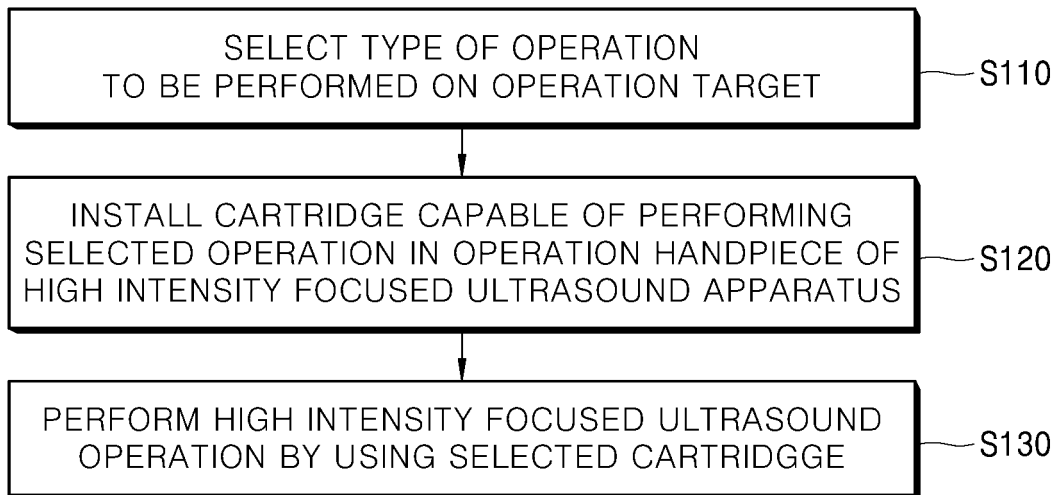 SELECT TYPE OF OPERATION
TO BE PERFORMED ON OPERATION TARGET
S110
INSTALL CARTRIDGE CAPABLE OF PERFORMING
SELECTED OPERATION IN OPERATION HANDPIECE OF
HIGH INTENSITY FOCUSED ULTRASOUND APPARATUS
S120
PERFORM HIGH INTENSITY FOCUSED ULTRASOUND
OPERATION BY USING SELECTED CARTRIDGGE
S130